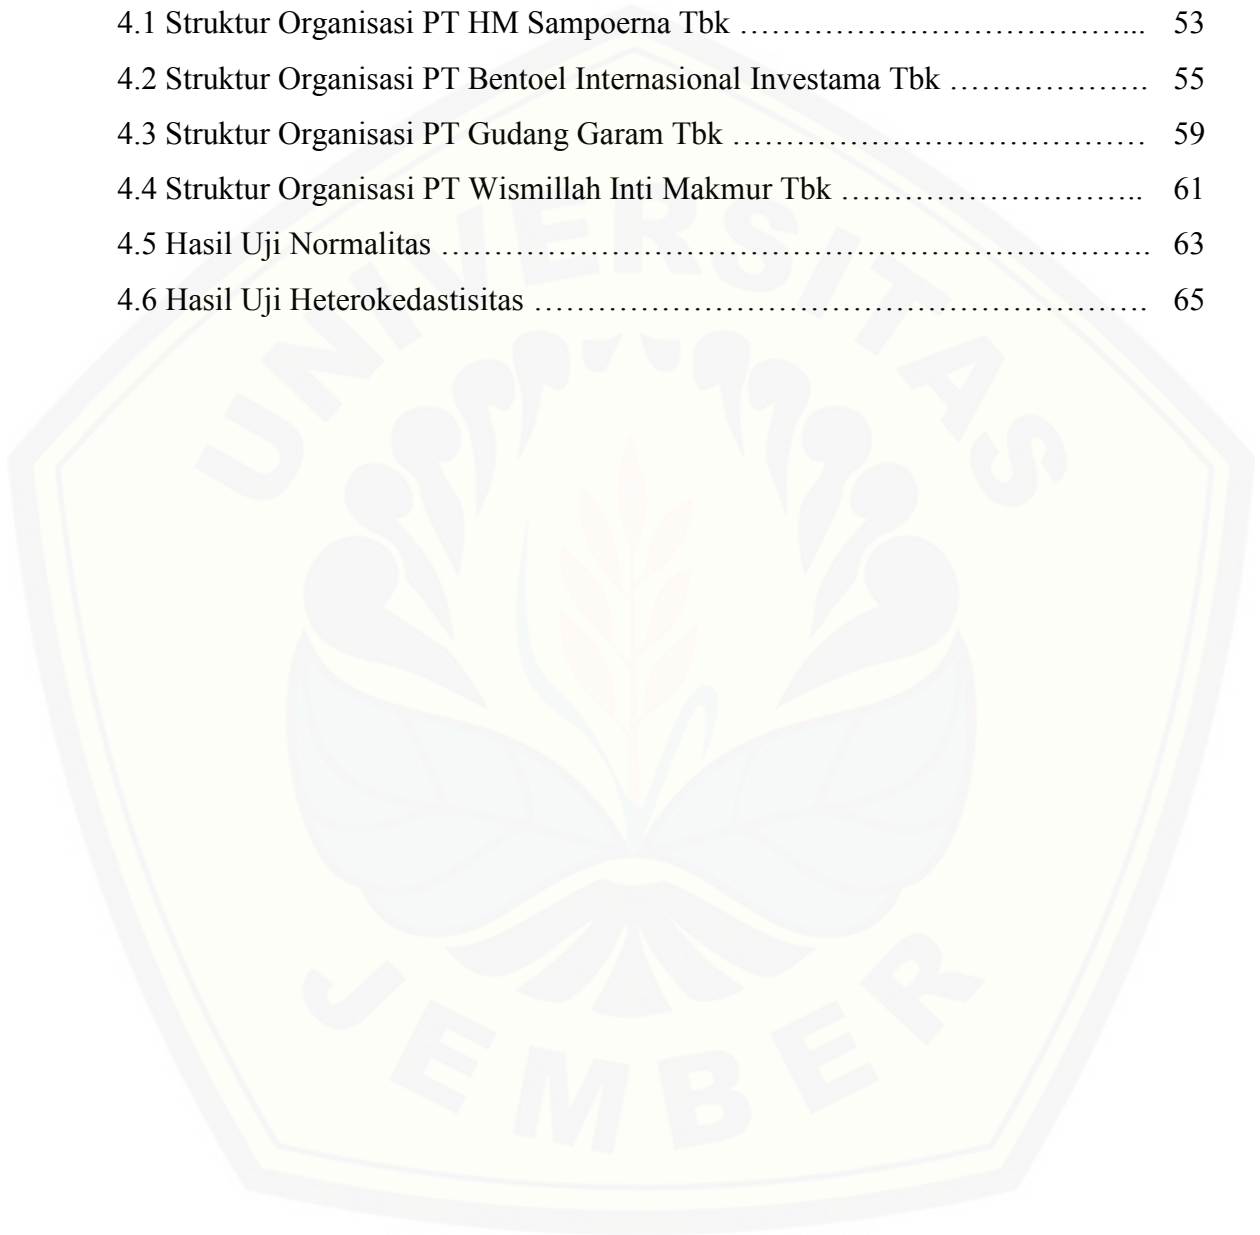 4.1 Struktur Organisasi PT HM Sampoerna Tbk ………………………………... 53
4.2 Struktur Organisasi PT Bentoel Internasional Investama Tbk ………………. 55
4.3 Struktur Organisasi PT Gudang Garam Tbk ………………………………… 59
4.4 Struktur Organisasi PT Wismillah Inti Makmur Tbk ……………………….. 61
4.5 Hasil Uji Normalitas …………………………………………………………. 63
4.6 Hasil Uji Heterokedastisitas …………………………………………………. 65
UNIVERSITAS
JEMBER